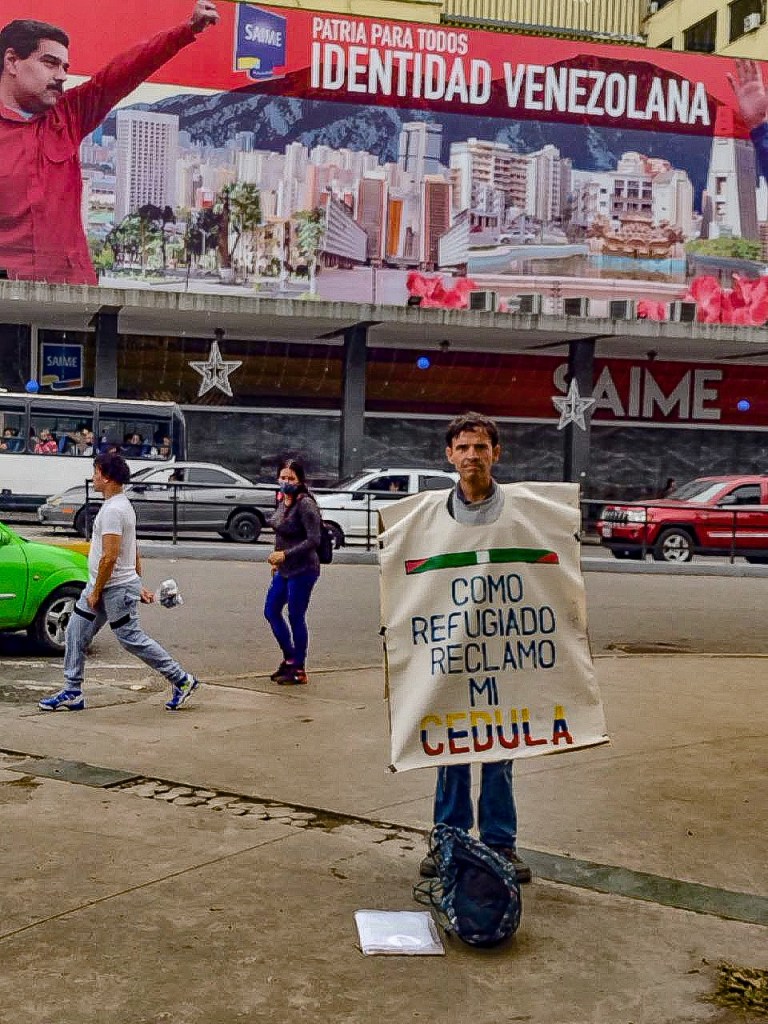 SAIME
PATRIA PARA TODOS
IDENTIDAD VENEZOLANA
SAIME
SAIME
COMO
REFUGIADO
RECLAMO
MI
CEDULA